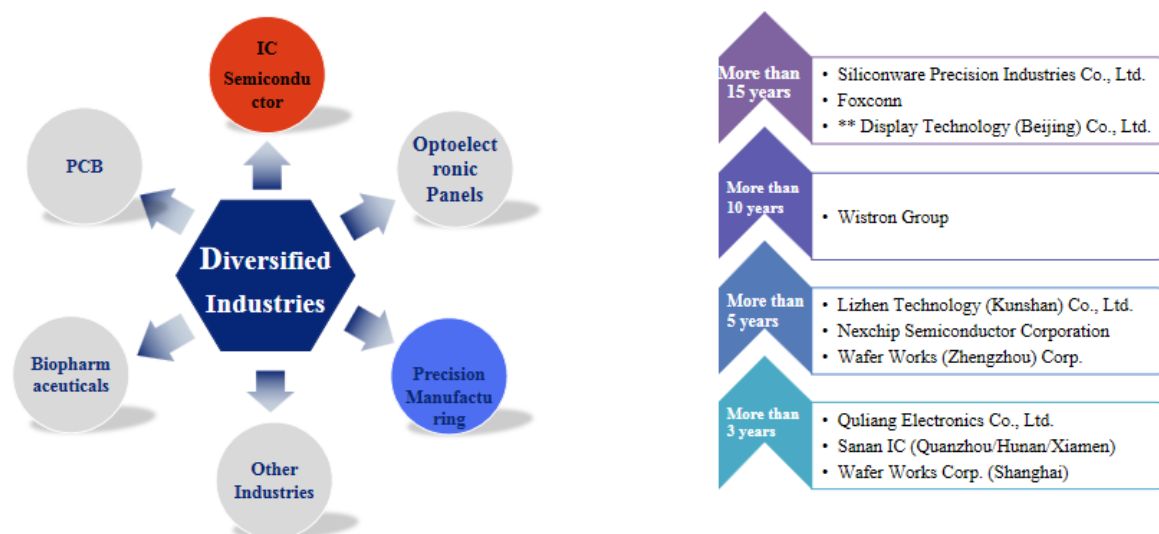 IC
Semicondu
ctor
PCB
Optoelect
ronic
Panels
Diversified
Industries
Biopharm
aceuticals
Precision
Manufactu
ring
Other
Industries
More than
15 years
• Siliconware Precision Industries Co., Ltd.
• Foxconn
• ** Display Technology (Beijing) Co., Ltd.
More than
10 years
• Wistron Group
More than
5 years
• Lizhen Technology (Kunshan) Co., Ltd.
• Nexchip Semiconductor Corporation
• Wafer Works (Zhengzhou) Corp.
More than
3 years
• Quliang Electronics Co., Ltd.
• Sanan IC (Quanzhou/Hunan/Xiamen)
• Wafer Works Corp. (Shanghai)